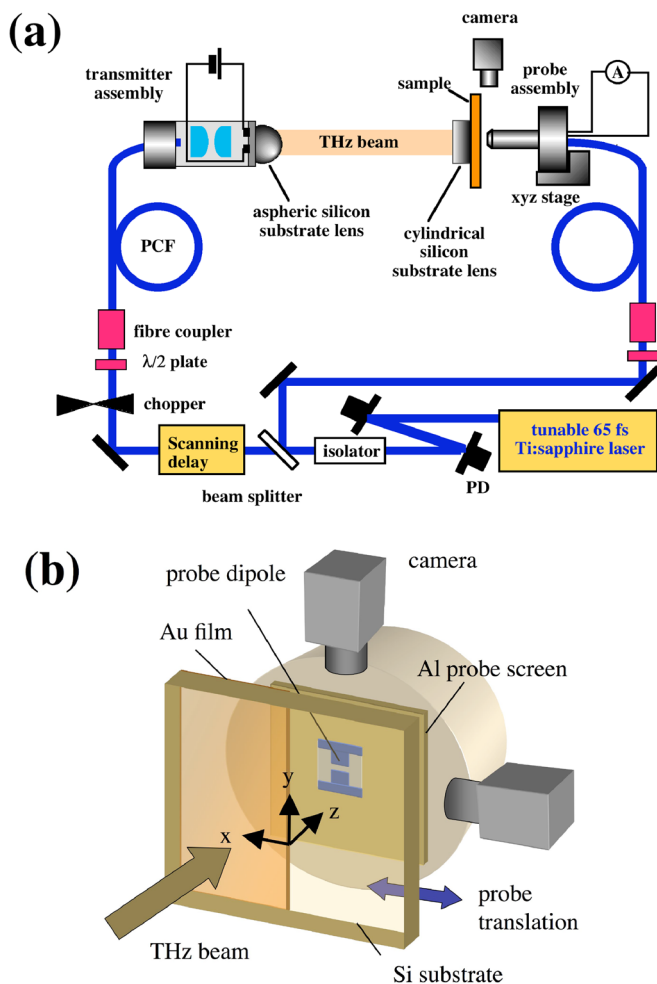 (a)
camera
transmitter
assembly
probe
assembly
A
sample
THz beam
xyz stage
aspheric silicon
substrate lens
cylindrical
silicon
substrate lens
PCF
fibre coupler
λ/2 plate
chopper
Scanning
delay
isolator
tunable 65 fs
Ti:sapphire laser
beam splitter
PD
(b)
camera
probe dipole
Au film
Al probe screen
y
z
x
probe
translation
THz beam
Si substrate